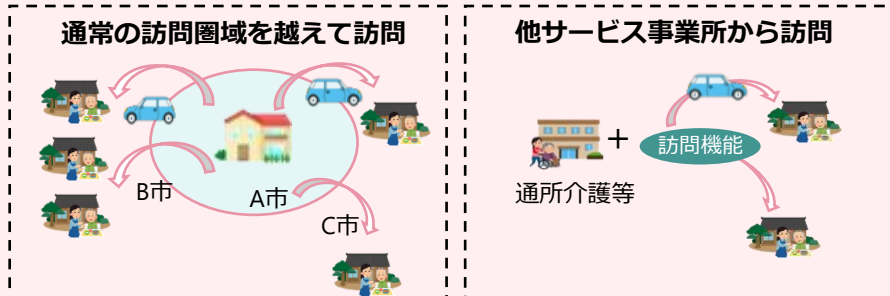 通常の訪問圏域を越えて訪問
B市
A市
C市
他サービス事業所から訪問
+
訪問機能
通所介護等